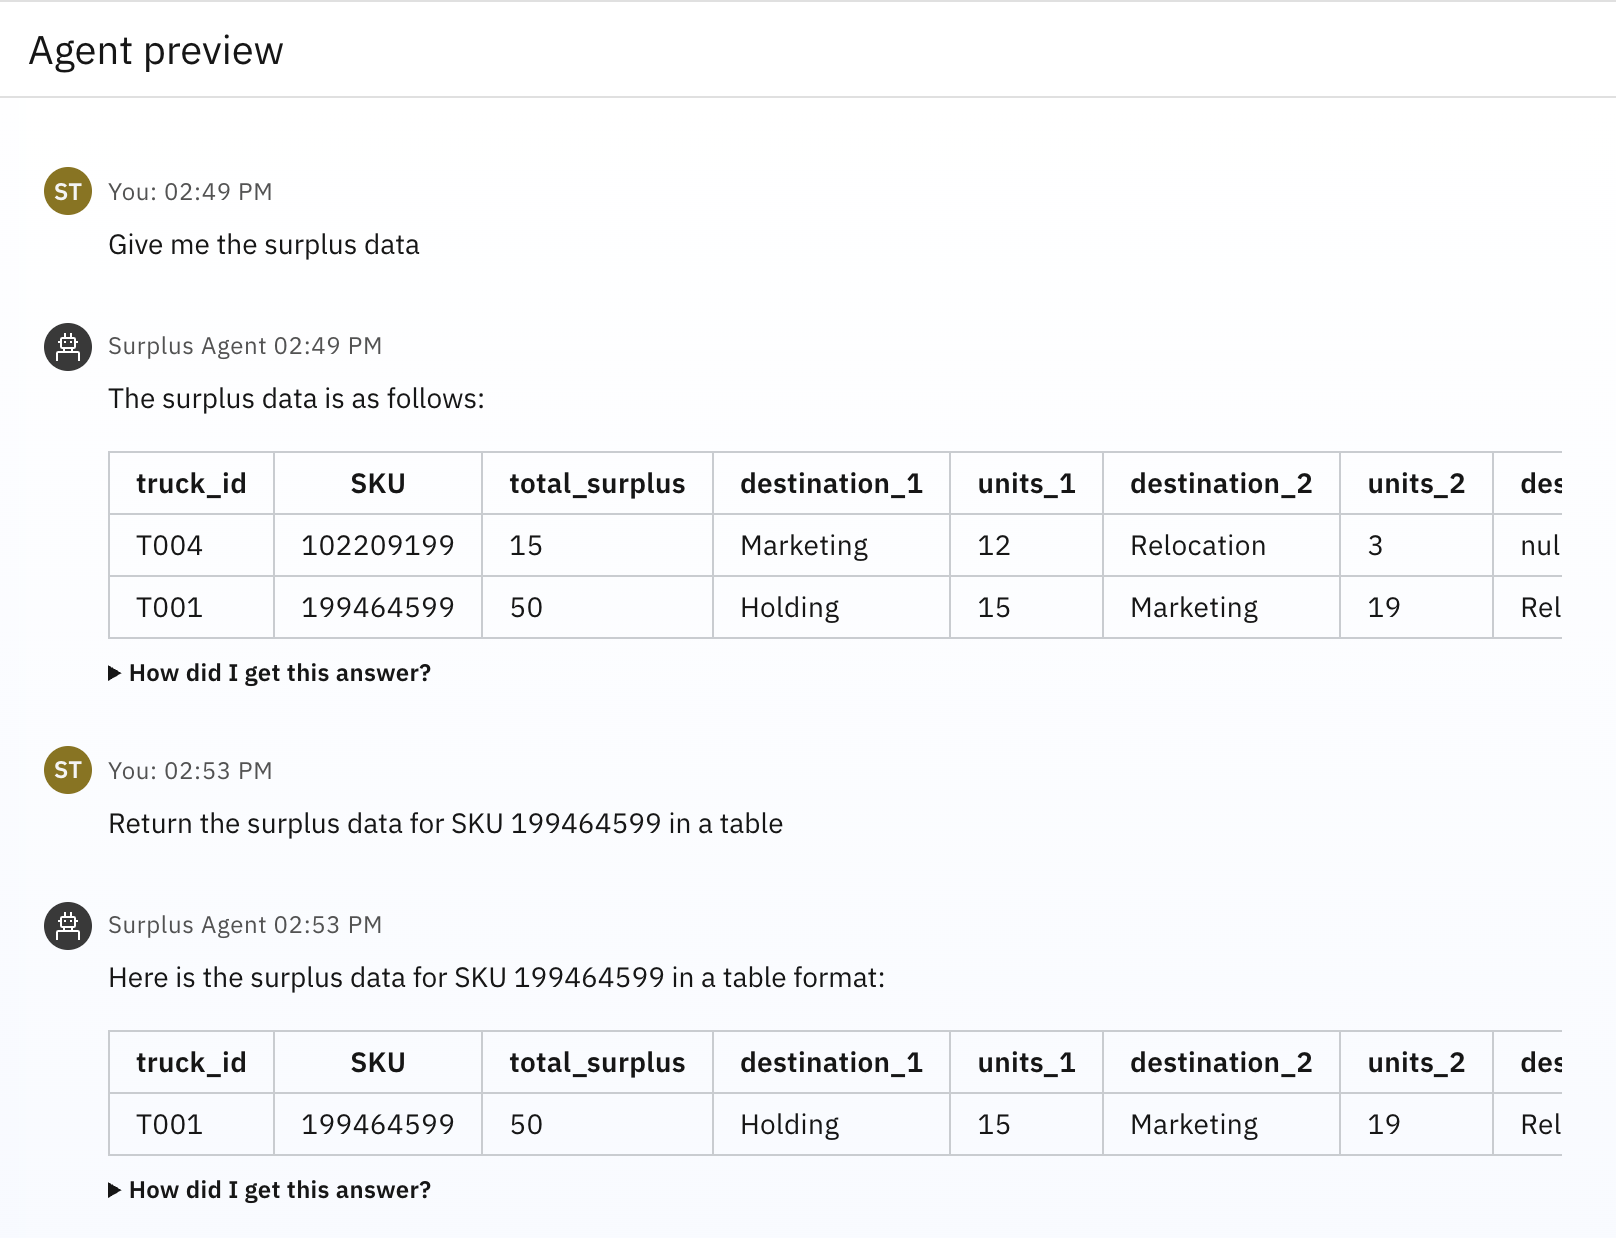 Agent preview
ST You: 02:49 PM
Give me the surplus data
Surplus Agent 02:49 PM
The surplus data is as follows:
truck_id SKU total_surplus destination_1 units_1 destination_2 units_2 des
T004 102209199 15 Marketing 12 Relocation 3 nul
T001 199464599 50 Holding 15 Marketing 19 Rel
How did I get this answer?
ST You: 02:53 PM
Return the surplus data for SKU 199464599 in a table
Surplus Agent 02:53 PM
Here is the surplus data for SKU 199464599 in a table format:
truck_id SKU total_surplus destination_1 units_1 destination_2 units_2 des
T001 199464599 50 Holding 15 Marketing 19 Rel
How did I get this answer?